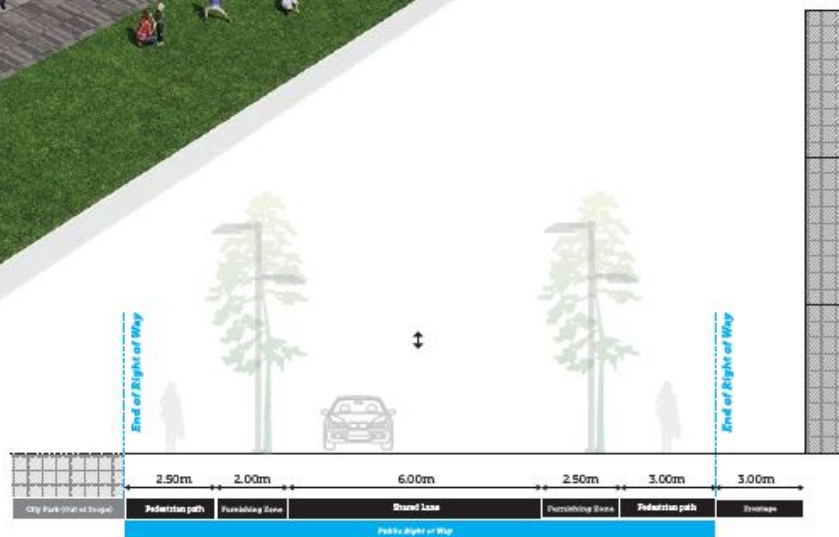 End of Right of Way
End of Right of Way
2.50m 2.00m 6.00m 2.50m 3.00m 3.00m
City Park (Out of Scope) Pedestrian path Furnishing Zone Shared Lane Furnishing Zone Pedestrian path Frontage
Public Right of Way